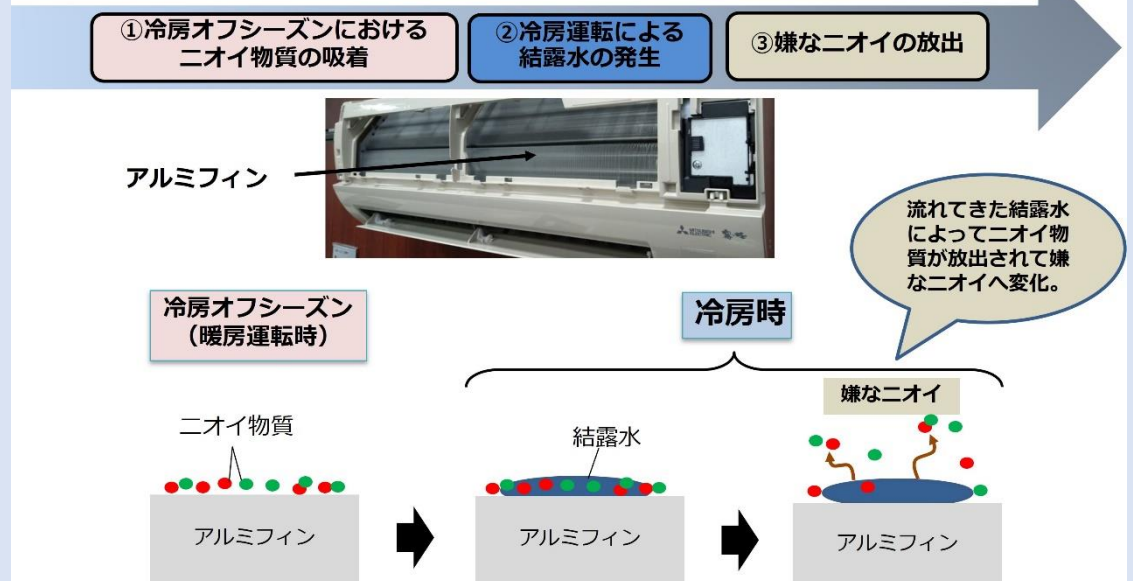 ①冷房オフシーズンにおける
ニオイ物質の吸着
②冷房運転による
結露水の発生
③嫌なニオイの放出
アルミフィン
MITSUBISHI
ELECTRIC
流れてきた結露水
によってニオイ物
質が放出されて嫌
なニオイへ変化。
冷房オフシーズン
（暖房運転時）
冷房時
嫌なニオイ
ニオイ物質
結露水
アルミフィン
アルミフィン
アルミフィン